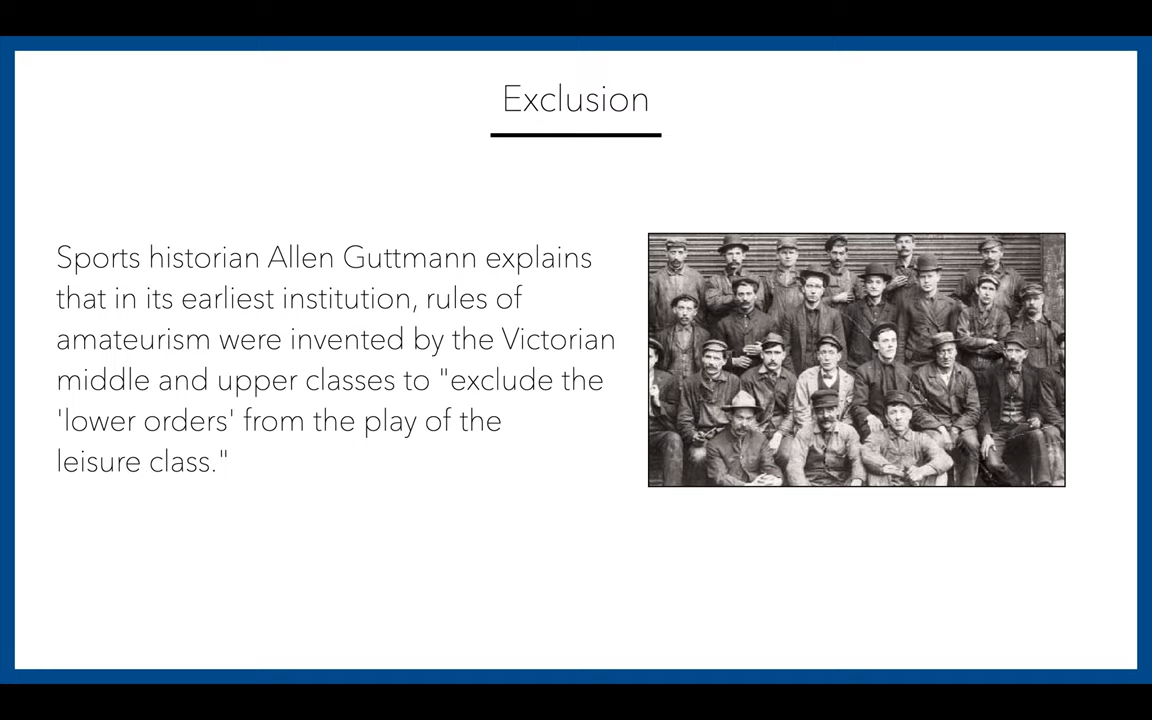 Exclusion
Sports historian Allen Guttmann explains
that in its earliest institution, rules of
amateurism were invented by the Victorian
middle and upper classes to "exclude the
'lower orders' from the play of the
leisure class."